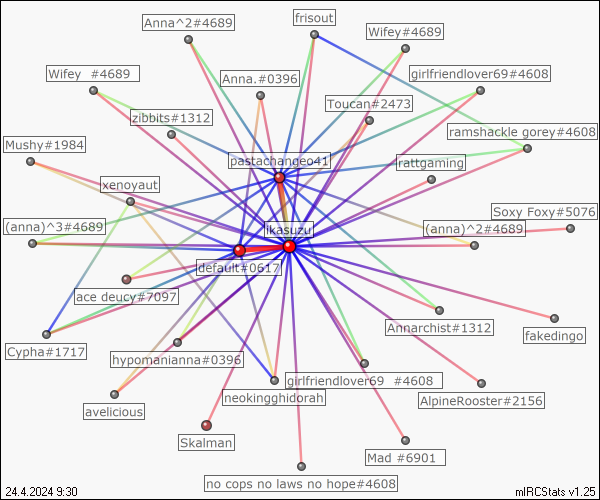 frisout
Anna^2#4689
Wifey#4689
Wifey  #4689
Anna.#0396
girlfriendlover69#4608
Toucan#2473
zibbits#1312
ramshackle gorey#4608
Mushy#1984
pastachangeo41
rattgaming
xenoyaut
Soxy Foxy#5076
(anna)^3#4689
likasuzu
(anna)^2#4689
default#0617
ace deucy#7097
Annarchist#1312
fakedingo
Cypha#1717
hypomanianna#0396
girlfriendlover69  #4608
neokingghidorah
AlpineRooster#2156
avelicious
Skalman
Mad #6901
no cops no laws no hope#4608
24.4.2024 9:30
mIRCStats v1.25